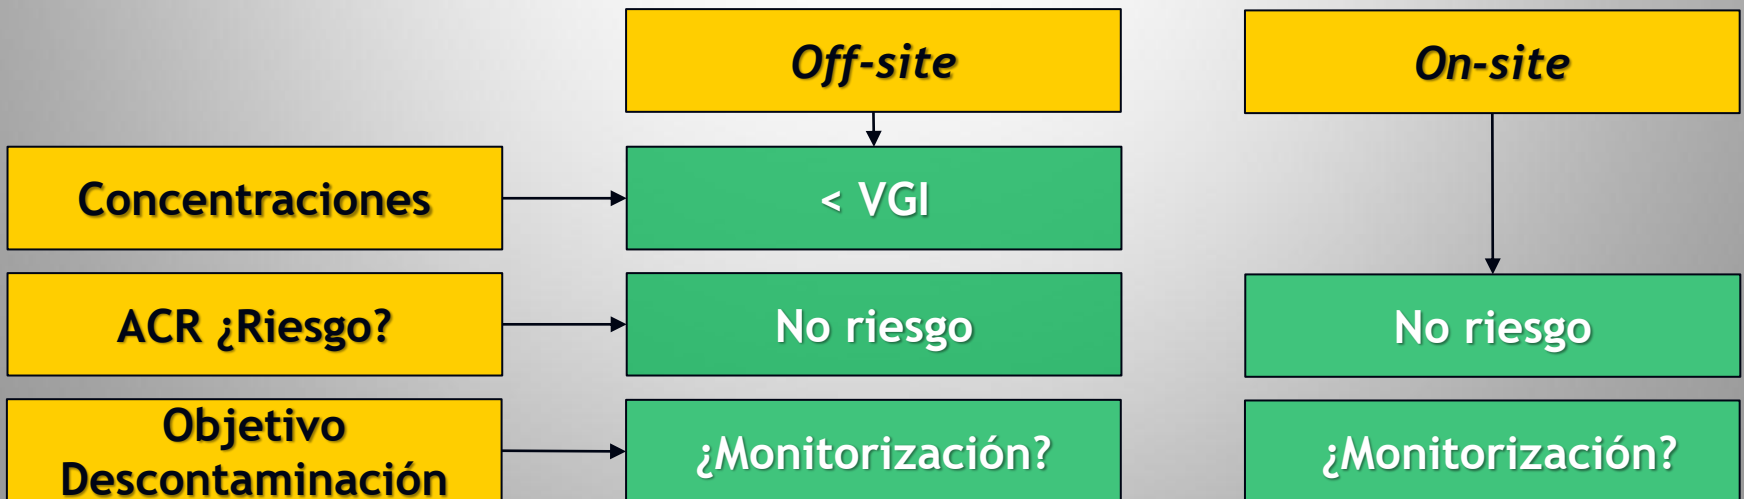 Off-site
On-site
Concentraciones
< VGI
ACR ¿Riesgo?
No riesgo
No riesgo
Objetivo
Descontaminación
¿Monitorización?
¿Monitorización?